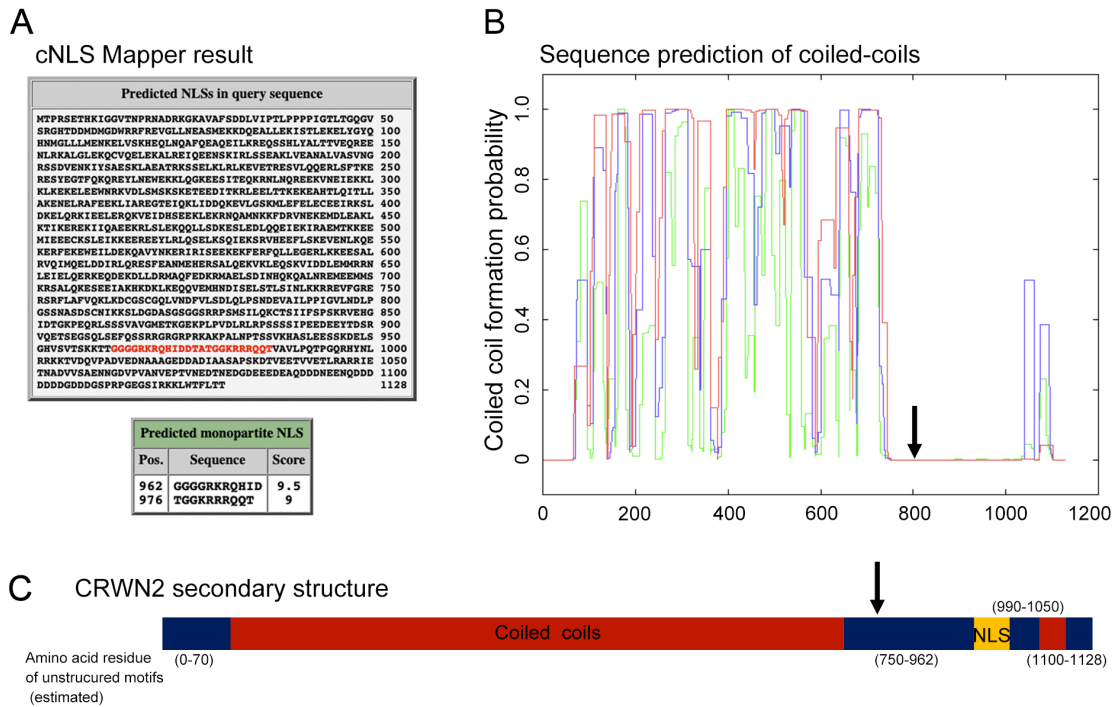 A
cNLS Mapper result
Predicted NLSs in query sequence
MTPRSETHKIGGVTNPRNADRKGKAVAFSDDLVIPTLPPPPIGTLTGQGV 50
SRGHTDDMDMGDWRRFREVGLLNEASMEKKDQEALLEKISTLEKELYGYQ 100
HNMGLLLMENKELVSKHEQLNQAFQEAQEILKREQSSHLYALTTVEQREE 150
NLRKALGLEKQCVQELEKALREIQEENSKIRLSSEAKLVEANALVASVNG 200
RSSDVENKIYSAESKLAEATRKSSELKLRLKEVETRESVLQQERLSFTKE 250
RESYEGTFQKQREYLNEWEKKLQGKEESITEQKRNLNQREEKVNEIEKKL 300
KLKEKELEEWNRKVDLSMSKSKETEEDITKRLEELTTKEKEAHTLQITLL 350
AKENELRAFEEKLIAREGTEIQKLIDDQKEVLGSKMLEFELECEEIRKSL 400
DKELQRKIEELERQKVEIDHSEEKLEKRNQAMNKKFDRVNEKEMDLEAKL 450
KTIKEREKIIQAEEKRLSLEKQQLLSDKESLEDLQQEIEKIRAEMTKKEE 500
MIEEECKSLEIKKEEREEYLRLQSELKSQIEKSRVHEEFLSKEVENLKQE 550
KERFEKEWEILDEKQAVYNKERIRISEEKEKFERFQLLEGERLKKEESAL 600
RVQIMQELDDIRLQRESFEANMEHERSALQEKVKLEQSKVIDDLEMMRRN 650
LEIELQERKEQDEKDLLDRMAQFEDKRMAELSDINHQKQALNREMEEMMS 700
KRSALQKESEEIAKHKDKLKEQQVEMHNDISELSTLSINLKKRREVFGRE 750
RSRFLAFVQKLKDCGSCGQLVNDFVLSDLQLPSNDEVAILPPIGVLNDLP 800
GSSNASDSCNIKKSLDGDASGSGGSRRPSMSILQKCTSIIFSPSKRVEHG 850
IDTGKPEQRLSSSVAVGMETKGEKPLPVDLRLRPSSSSIPEEDEEYTDSR 900
VQETSEGSQLSEFQSSRRGRGRPRKAKPALNPTSSVKHASLEESSKDELS 950
GHVSVTSKKTTGGGGRKRQHIDDTATGGKRRRQQTVAVLPQTPGQRHYNL 1000
RRKKTVDQVPADVEDNAAAGEDDADIAASAPSKDTVEETVVETLRARRIE 1050
TNADVVSAENNGDVPVANVEPTVNEDTNEDGDEEEDEAQDDDNEENQDDD 1100
DDDDGDDDGSPRPGEGSIRKKLWTFLTT 1128
Predicted monopartite NLS
Pos. Sequence Score
962 GGGGRKRQHID 9.5
976 TGGKRRRQQT 9
B
Sequence prediction of coiled-coils
Coiled coil formation probability
1.0
0.8
0.6
0.4
0.2
0
0 200 400 600 800 1000 1200
C
CRWN2 secondary structure
(990-1050)
Coiled coils
NLS
Amino acid residue
of unstrucured motifs
(estimated)
(0-70)
(750-962)
(1100-1128)